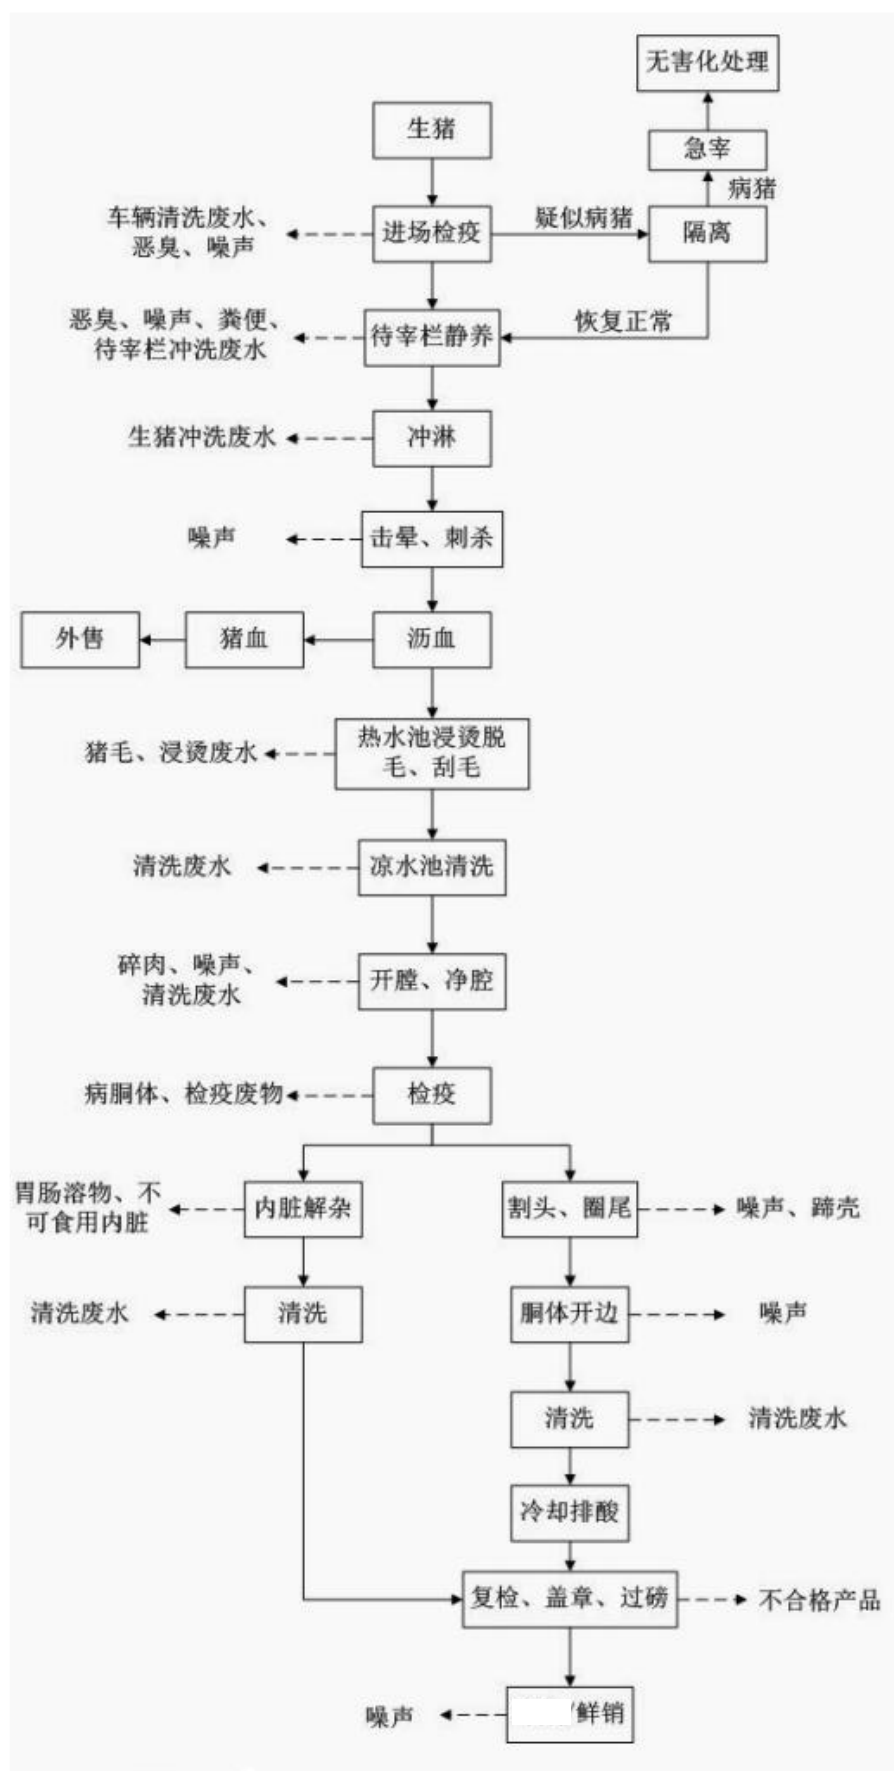 无害化处理
生猪
急宰
病猪
车辆清洗废水、
恶臭、噪声
进场检疫
疑似病猪
隔离
恶臭、噪声、粪便、
待宰栏冲洗废水
待宰栏静养
恢复正常
生猪冲洗废水
冲淋
噪声
击晕、刺杀
外售
猪血
沥血
猪毛、浸烫废水
热水池浸烫脱
毛、刮毛
清洗废水
凉水池清洗
碎肉、噪声、
清洗废水
开膛、净腔
病胴体、检疫废物
检疫
胃肠溶物、不
可食用内脏
内脏解杂
割头、圈尾
噪声、蹄壳
清洗废水
清洗
胴体开边
噪声
清洗
清洗废水
冷却排酸
复检、盖章、过磅
不合格产品
噪声
/鲜销